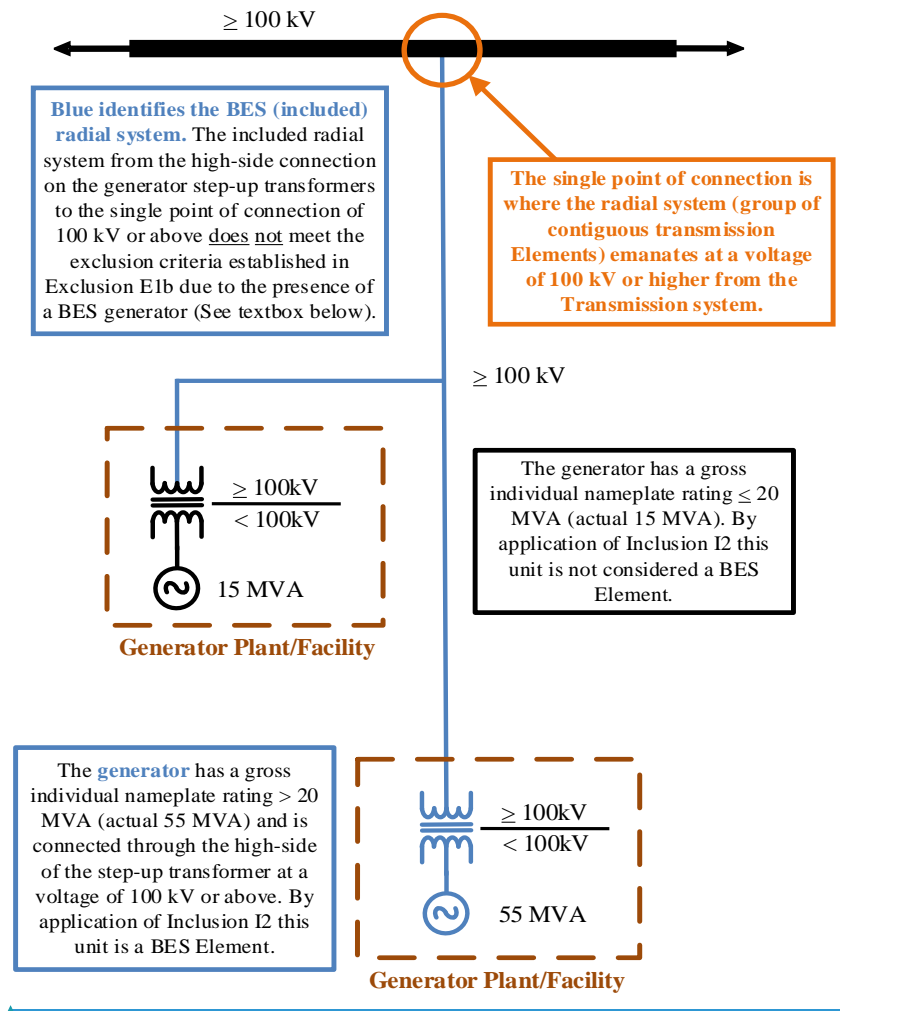 ≥ 100 kV
Blue identifies the BES (included)
radial system. The included radial
system from the high-side connection
on the generator step-up transformers
to the single point of connection of
100 kV or above does not meet the
exclusion criteria established in
Exclusion E1b due to the presence of
a BES generator (See textbox below).
The single point of connection is
where the radial system (group of
contiguous transmission
Elements) emanates at a voltage
of 100 kV or higher from the
Transmission system.
≥ 100 kV
≥ 100kV
< 100kV
15 MVA
Generator Plant/Facility
The generator has a gross
individual nameplate rating ≤ 20
MVA (actual 15 MVA). By
application of Inclusion I2 this
unit is not considered a BES
Element.
The generator has a gross
individual nameplate rating > 20
MVA (actual 55 MVA) and is
connected through the high-side
of the step-up transformer at a
voltage of 100 kV or above. By
application of Inclusion I2 this
unit is a BES Element.
≥ 100kV
< 100kV
55 MVA
Generator Plant/Facility